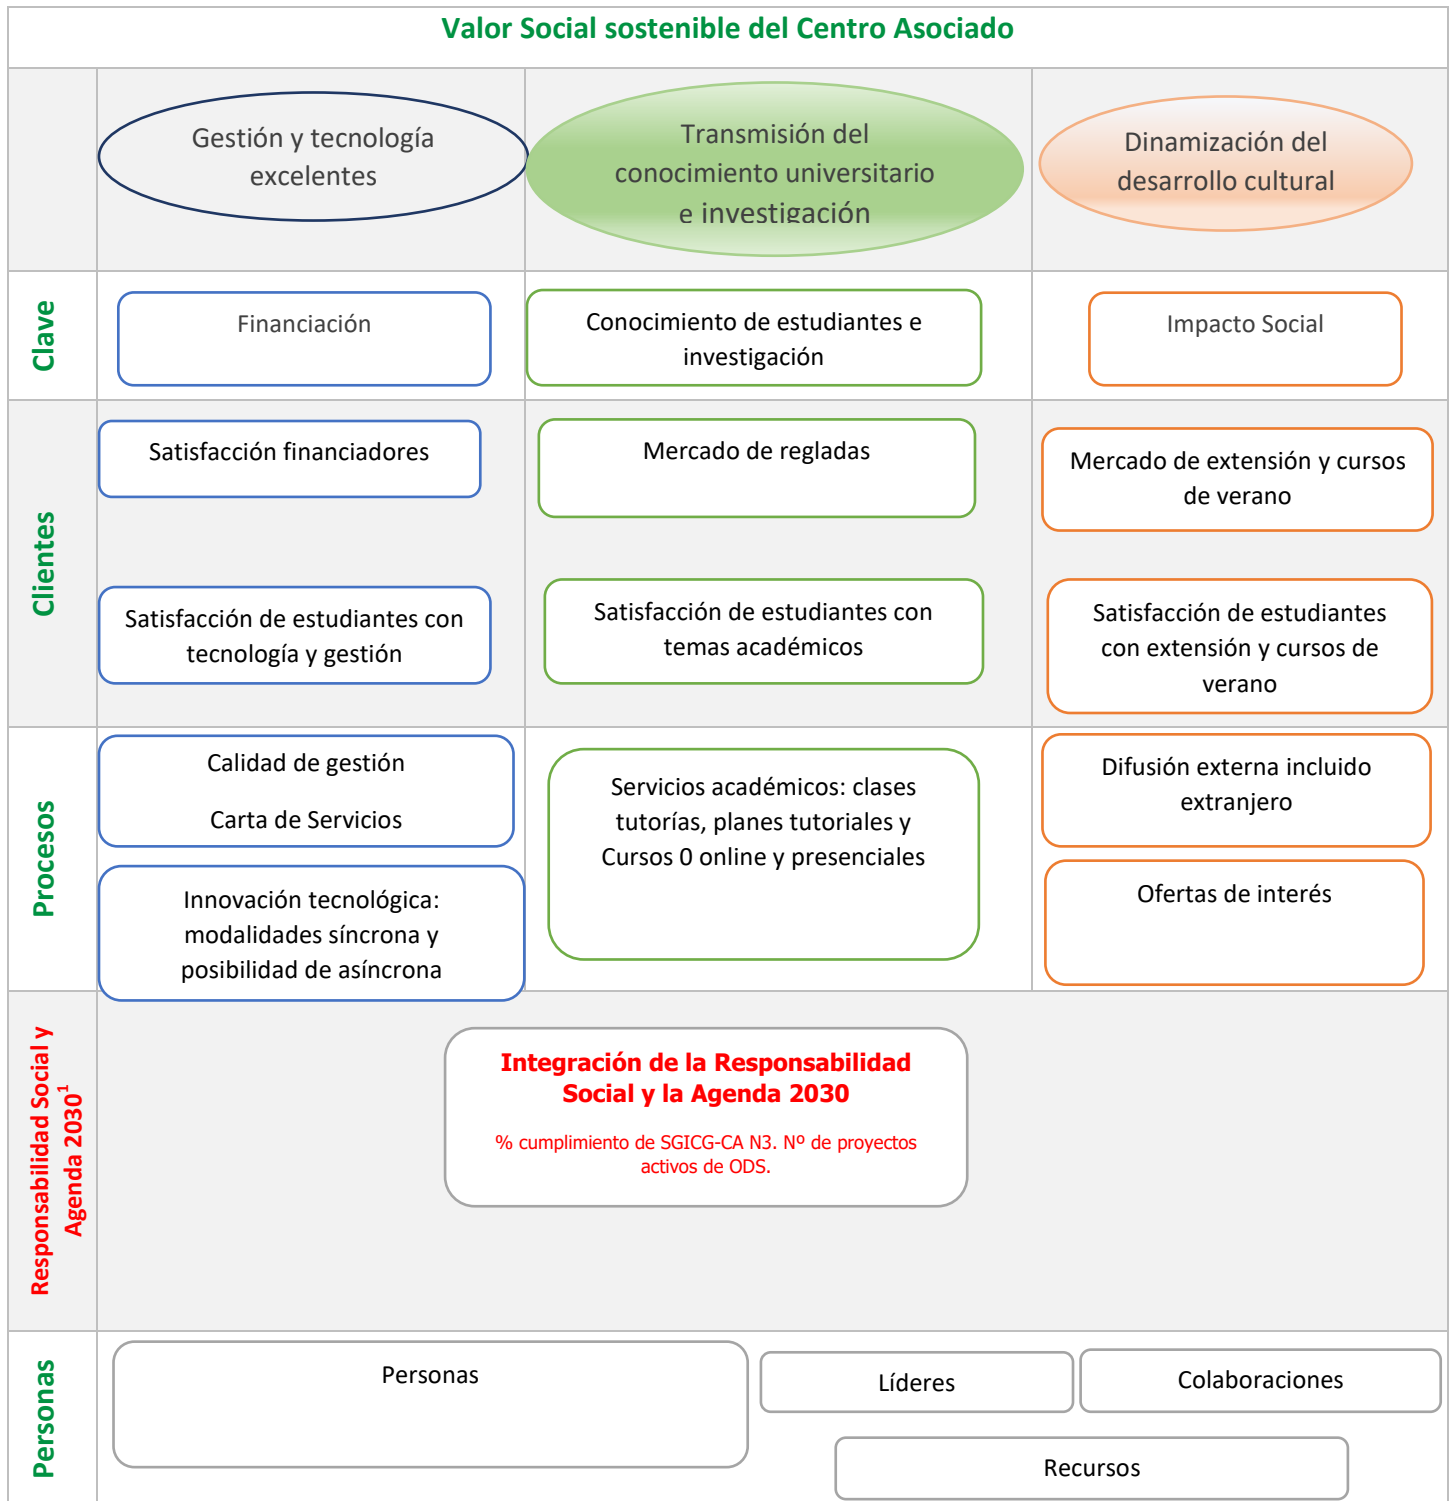 Valor Social sostenible del Centro Asociado
Gestión y tecnología
excelentes
Transmisión del
conocimiento universitario
e investigación
Dinamización del
desarrollo cultural
Clave
Financiación
Conocimiento de estudiantes e
investigación
Impacto Social
Clientes
Satisfacción financiadores
Mercado de regladas
Mercado de extensión y cursos
de verano
Satisfacción de estudiantes con
tecnología y gestión
Satisfacción de estudiantes con
temas académicos
Satisfacción de estudiantes
con extensión y cursos de
verano
Procesos
Calidad de gestión
Carta de Servicios
Innovación tecnológica:
modalidades síncrona y
posibilidad de asíncrona
Servicios académicos: clases
tutorías, planes tutoriales y
Cursos 0 online y presenciales
Difusión externa incluido
extranjero
Ofertas de interés
Responsabilidad Social y
Agenda 2030¹
Integración de la Responsabilidad
Social y la Agenda 2030
% cumplimiento de SGICG-CA N3. Nº de proyectos
activos de ODS.
Personas
Personas
Líderes
Colaboraciones
Recursos